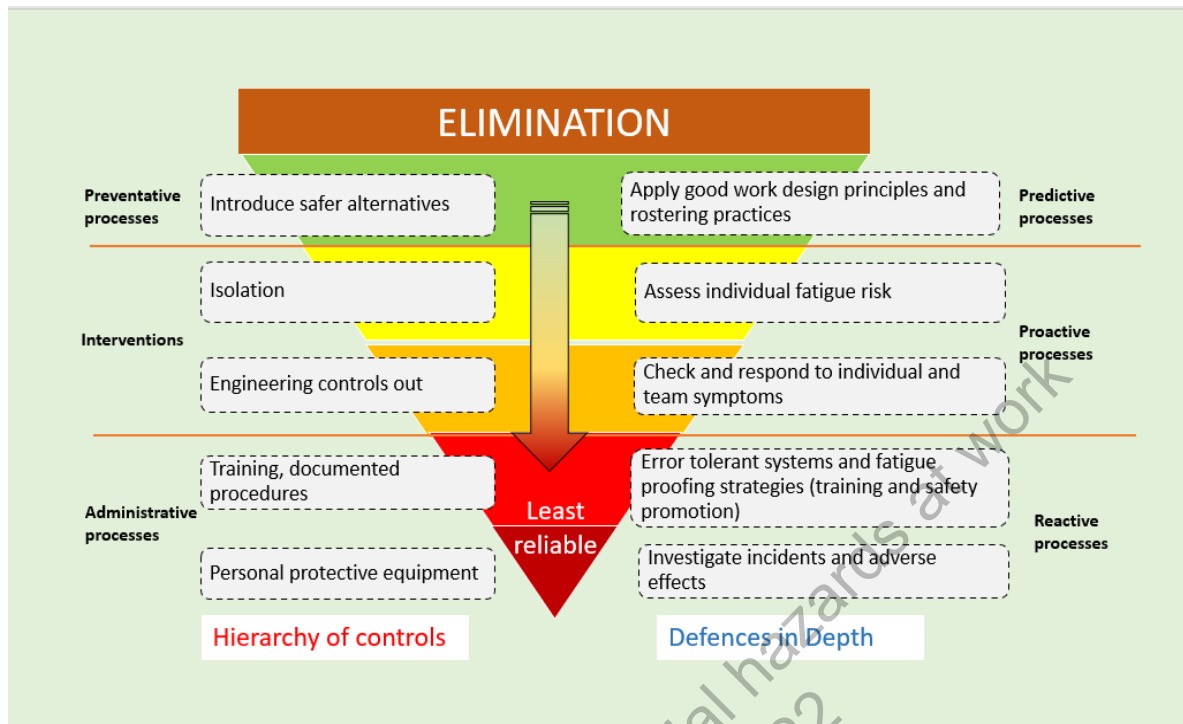 ELIMINATION
Preventative
processes
Introduce safer alternatives
Apply good work design principles and
rostering practices
Predictive
processes
Isolation
Assess individual fatigue risk
Interventions
Proactive
processes
Engineering controls out
Check and respond to individual and
team symptoms
Training, documented
procedures
Error tolerant systems and fatigue
proofing strategies (training and safety
promotion)
Least
reliable
Administrative
processes
Reactive
processes
Personal protective equipment
Investigate incidents and adverse
effects
Hierarchy of controls
Defences in Depth
hazards at work